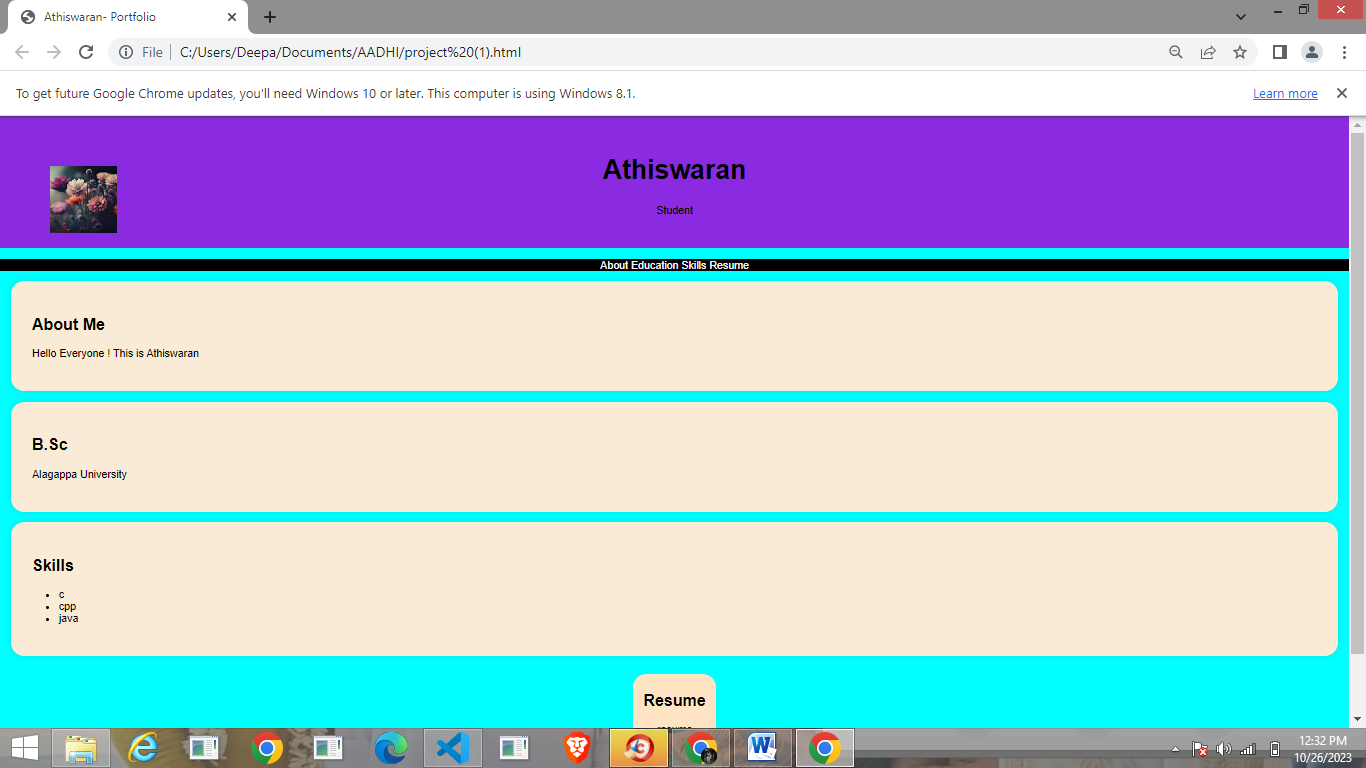 Athiswaran- Portfolio
File
C:/Users/Deepa/Documents/AADHI/project%20(1).html
To get future Google Chrome updates, you'll need Windows 10 or later. This computer is using Windows 8.1.
Learn more
Athiswaran
Student
About Education Skills Resume
About Me
Hello Everyone ! This is Athiswaran
B.Sc
Alagappa University
Skills
c
cpp
java
Resume
12:32 PM
10/26/2023